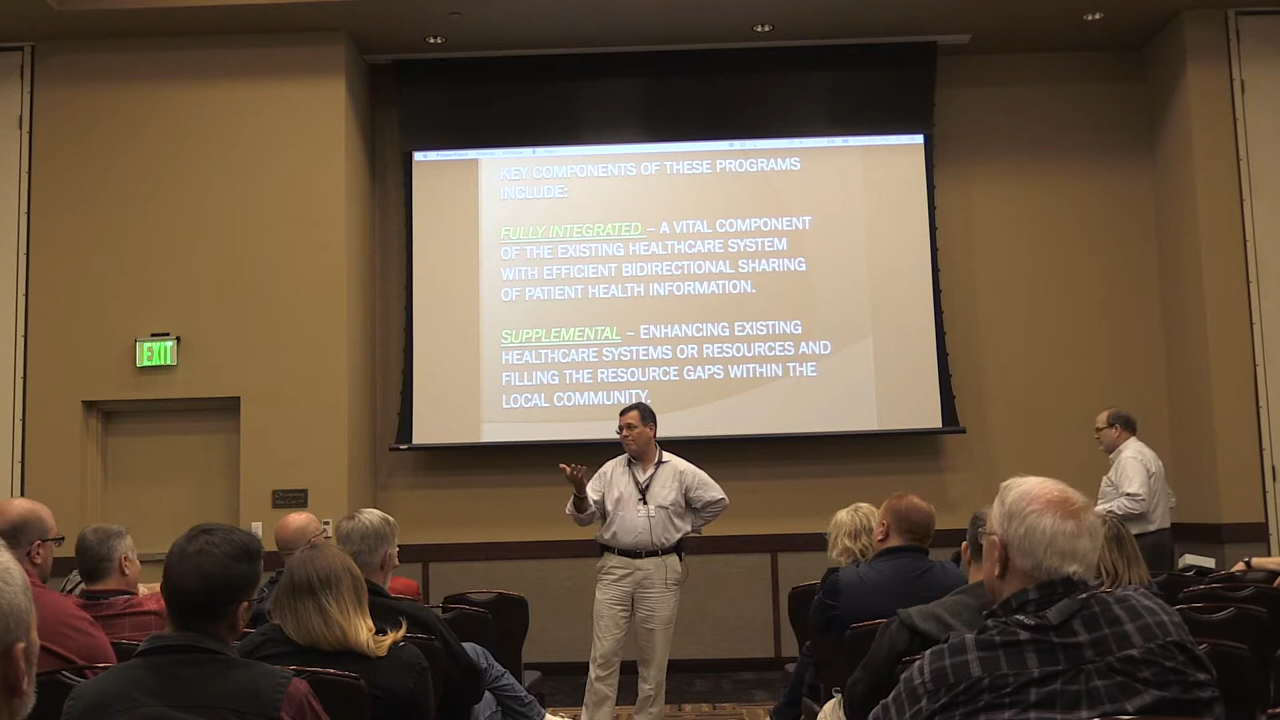 KEY COMPONENTS OF THESE PROGRAMS
INCLUDE:
FULLY INTEGRATED – A VITAL COMPONENT
OF THE EXISTING HEALTHCARE SYSTEM
WITH EFFICIENT BIDIRECTIONAL SHARING
OF PATIENT HEALTH INFORMATION.
SUPPLEMENTAL – ENHANCING EXISTING
HEALTHCARE SYSTEMS OR RESOURCES AND
FILLING THE RESOURCE GAPS WITHIN THE
LOCAL COMMUNITY.
EXIT